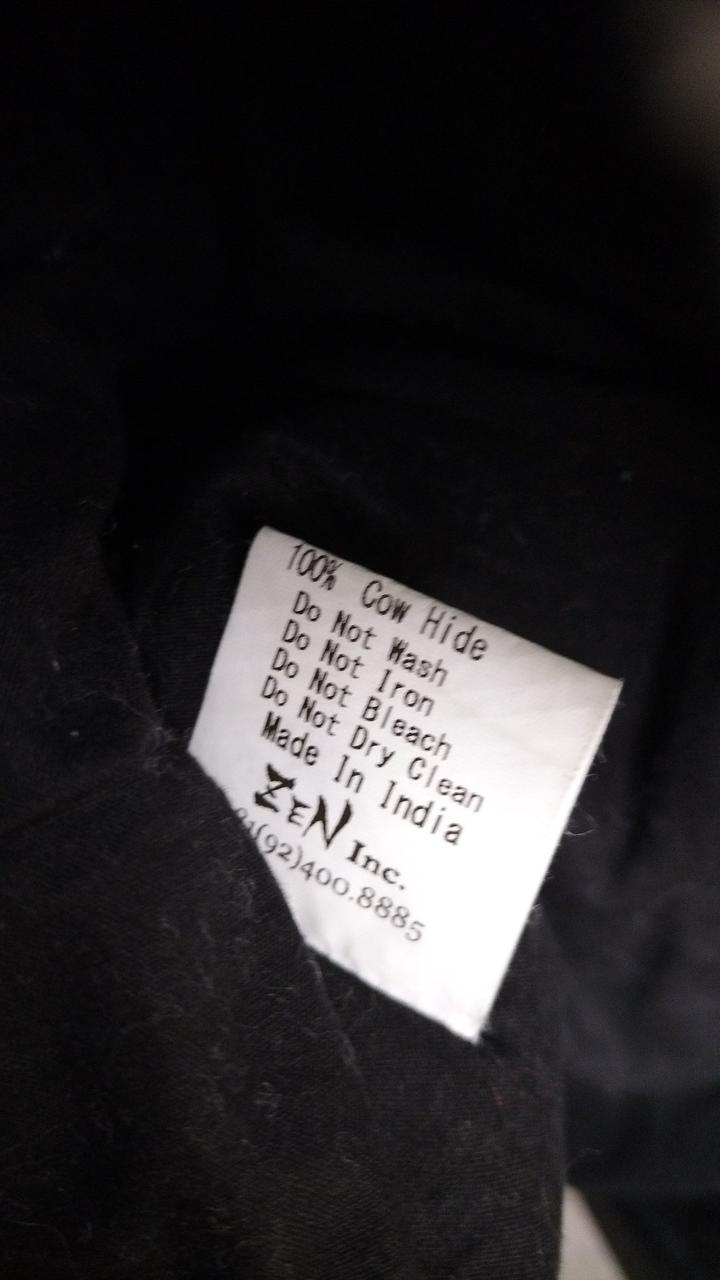 100% Cow Hide
Do Not Wash
Do Not Iron
Do Not Bleach
Do Not Dry Clean
Made In India
ZEN Inc.
81(92)400.8885